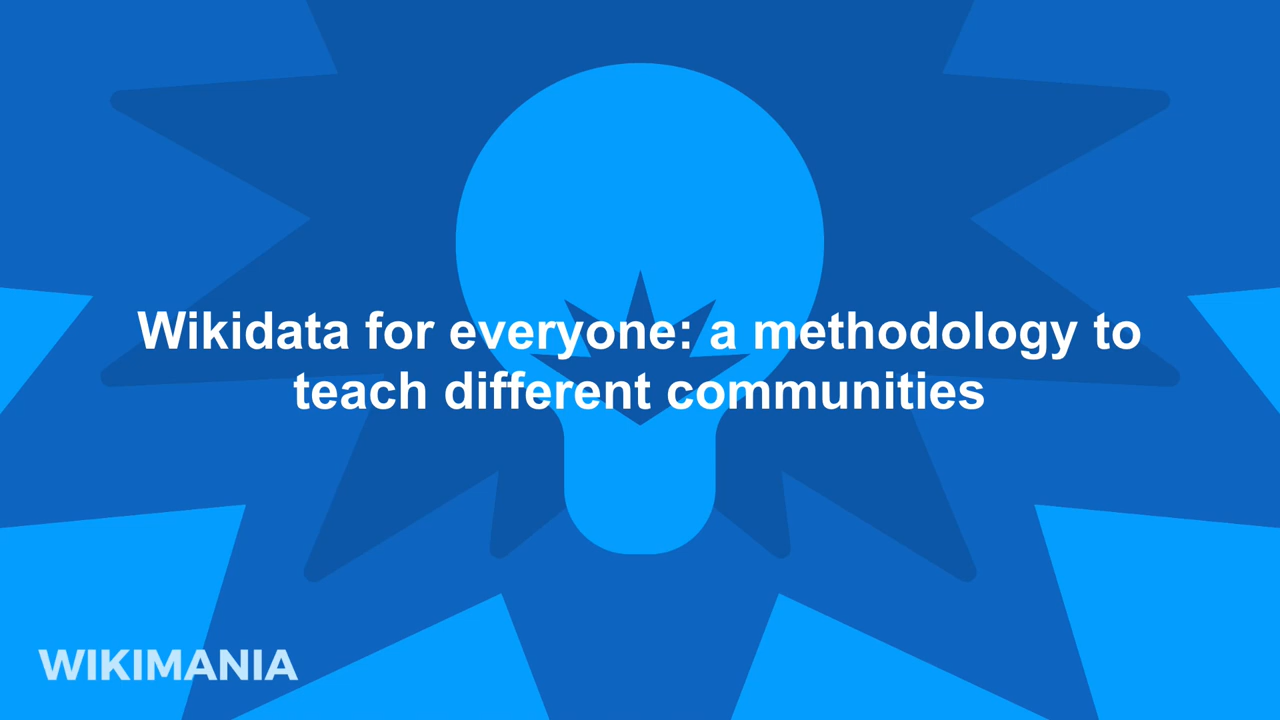 Wikidata for everyone: a methodology to
teach different communities
WIKIMANIA